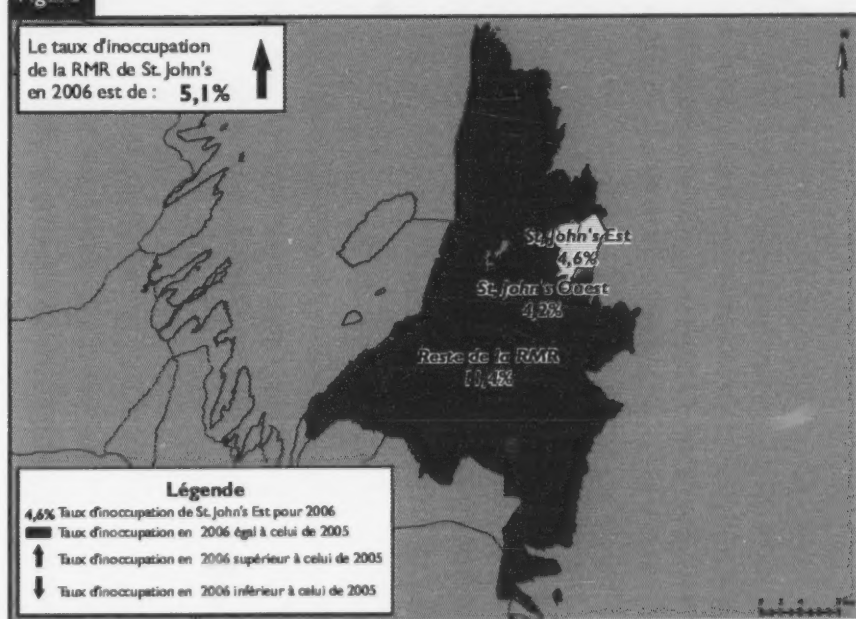 Le taux d'inoccupation
de la RMR de St. John's
en 2006 est de : 5,1%
N
St. John's Est
4,6%
St. John's Ouest
4,2%
Reste de la RMR
11,4%
Légende
4,6% Taux d'inoccupation de St. John's Est pour 2006
Taux d'inoccupation en 2006 égal à celui de 2005
Taux d'inoccupation en 2006 supérieur à celui de 2005
Taux d'inoccupation en 2006 inférieur à celui de 2005